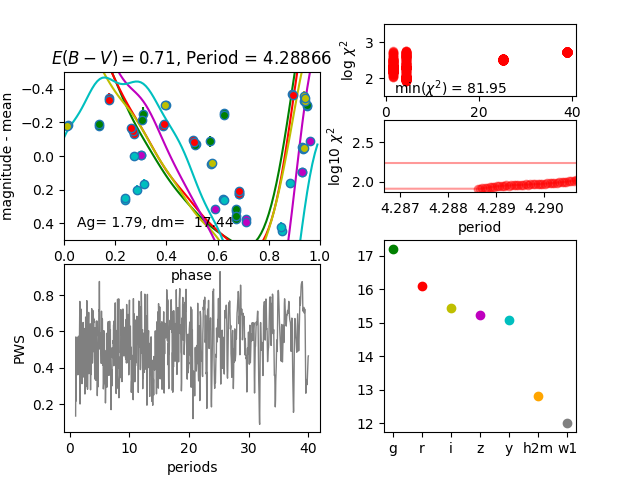 E(B − V) = 0.71, Period = 4.28866
magnitude - mean
−0.4
−0.2
0.0
0.2
0.4
Ag= 1.79, dm= 17.44
0.0 0.2 0.4 0.6 0.8 1.0
phase
log χ²
3
2
min(χ²) = 81.95
0 20 40
log10 χ²
2.5
2.0
4.287 4.288 4.289 4.290
period
PWS
0.8
0.6
0.4
0.2
0 10 20 30 40
periods
17
16
15
14
13
12
g r i z y h2m w1